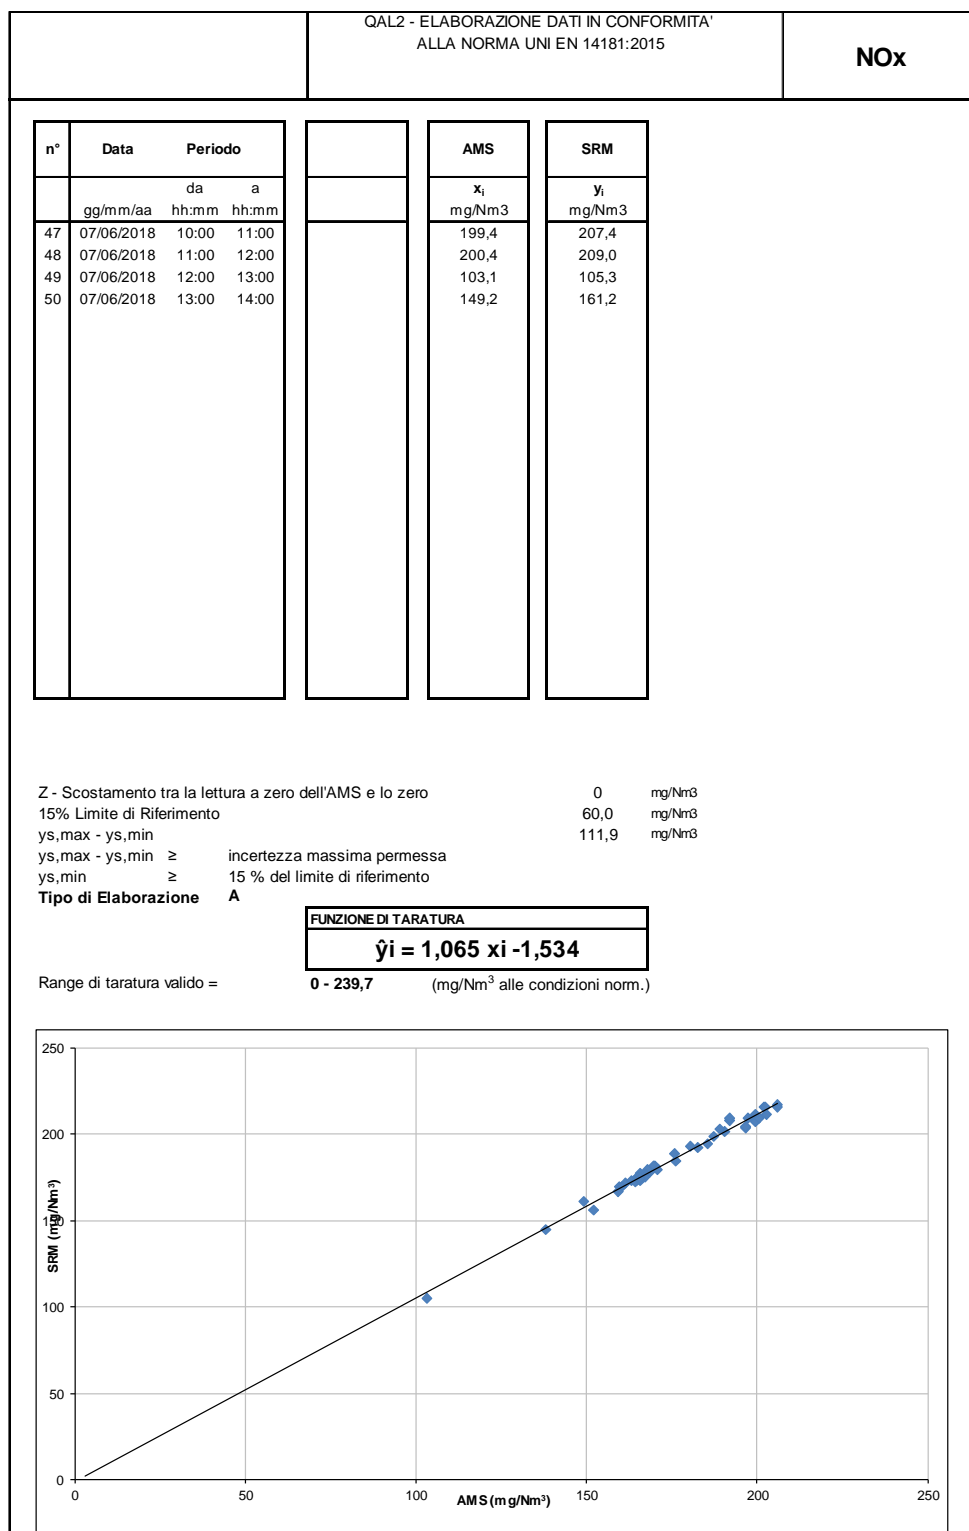 QAL2 - ELABORAZIONE DATI IN CONFORMITA'
ALLA NORMA UNI EN 14181:2015
NOx
n° Data Periodo AMS SRM
da a xi yi
gg/mm/aa hh:mm hh:mm mg/Nm3 mg/Nm3
47 07/06/2018 10:00 11:00 199,4 207,4
48 07/06/2018 11:00 12:00 200,4 209,0
49 07/06/2018 12:00 13:00 103,1 105,3
50 07/06/2018 13:00 14:00 149,2 161,2
Z - Scostamento tra la lettura a zero dell'AMS e lo zero 0 mg/Nm3
15% Limite di Riferimento 60,0 mg/Nm3
ys,max - ys,min 111,9 mg/Nm3
ys,max - ys,min ≥ incertezza massima permessa
ys,min ≥ 15 % del limite di riferimento
Tipo di Elaborazione A
FUNZIONE DI TARATURA
ŷi = 1,065 xi -1,534
Range di taratura valido = 0 - 239,7 (mg/Nm³ alle condizioni norm.)
250
200
150
100
50
0
SRM (mg/Nm³)
0 50 100 150 200 250
AMS (mg/Nm³)